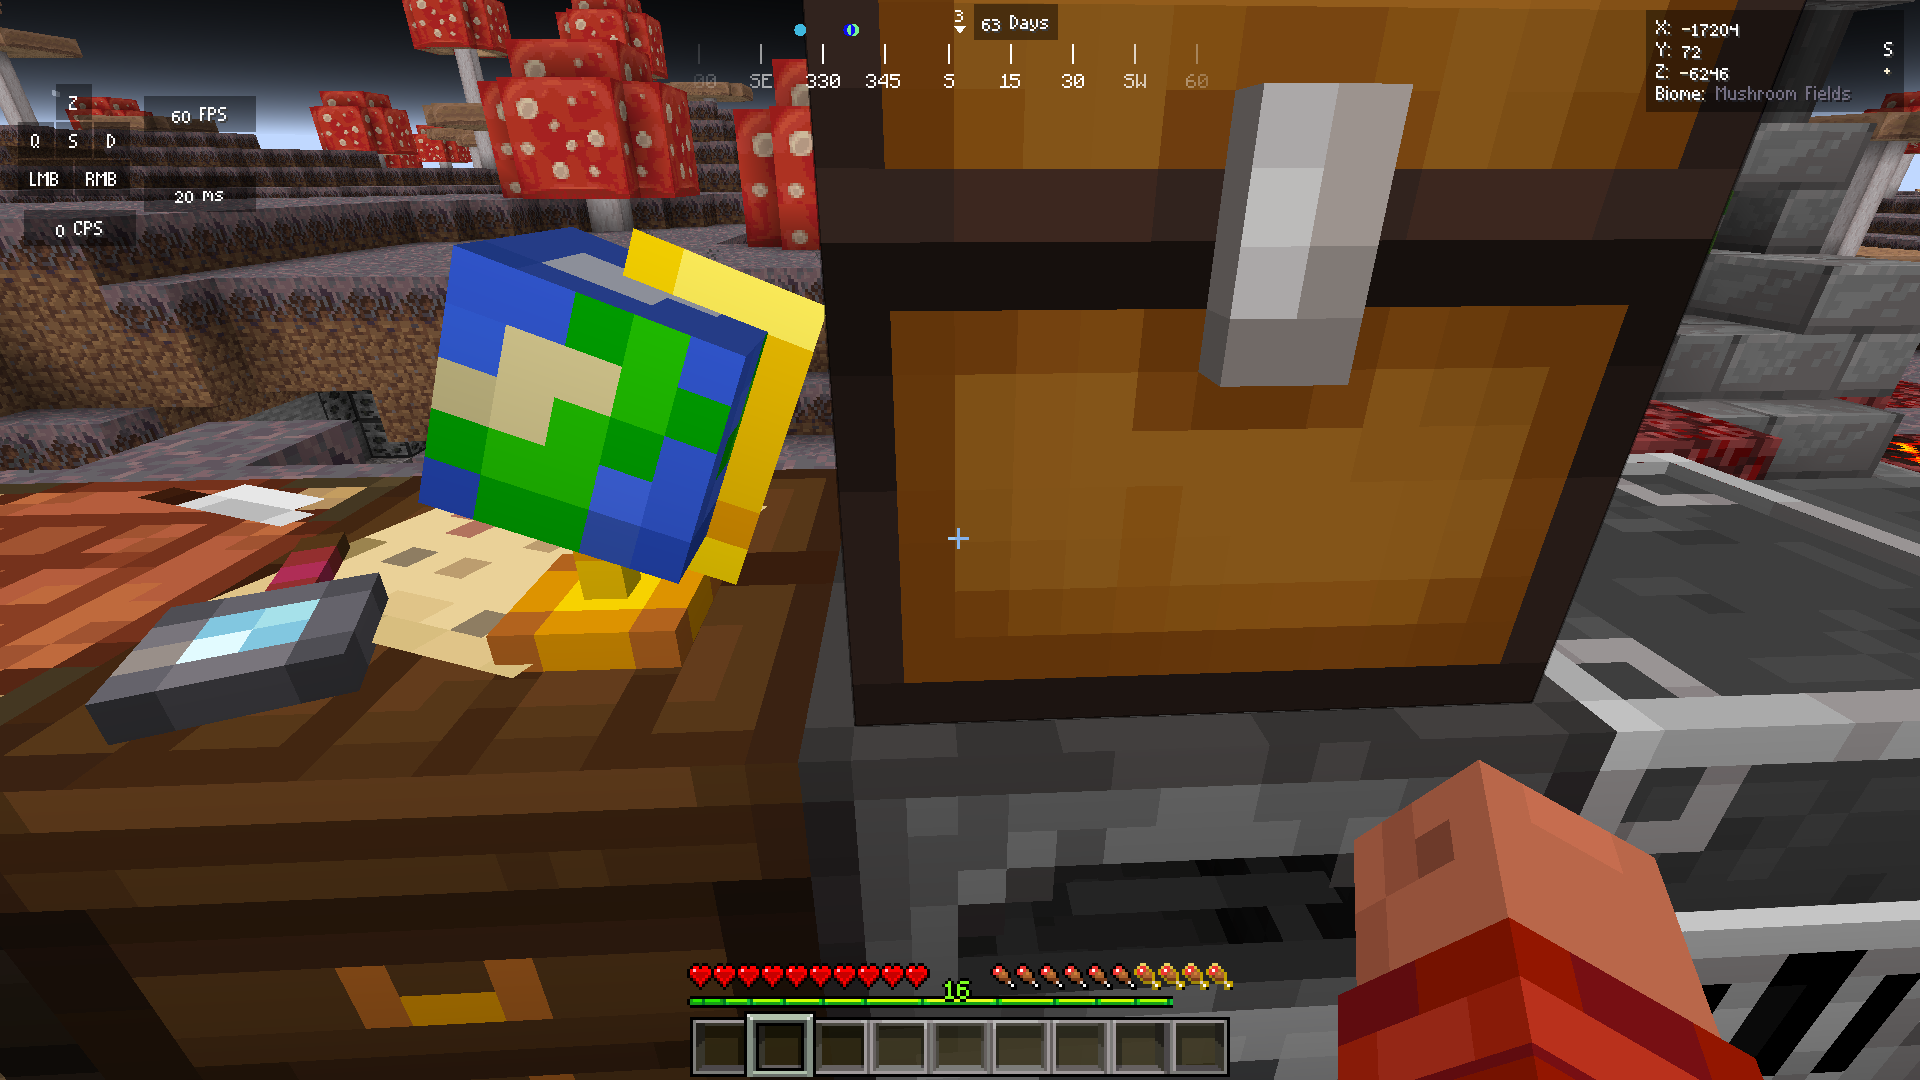 3
63 Days
00 SE 330 345 S 15 30 SW 60
X: -17204
Y: 72
Z: -6246
Biome: Mushroom Fields
S
+
Z
Q S D
LMB RMB
0 CPS
60 FPS
20 ms
16